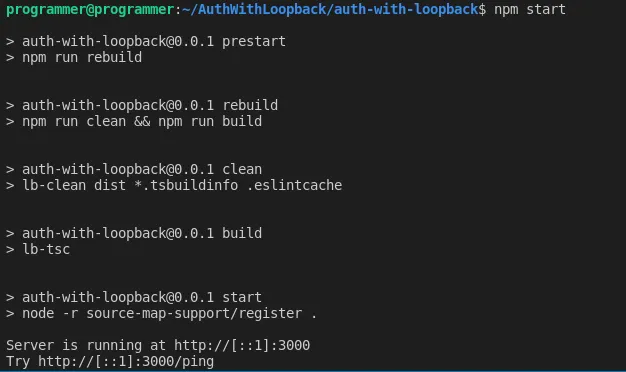 programmer@programmer:~/AuthWithLoopback/auth-with-loopback$ npm start
> auth-with-loopback@0.0.1 prestart
> npm run rebuild
> auth-with-loopback@0.0.1 rebuild
> npm run clean && npm run build
> auth-with-loopback@0.0.1 clean
> lb-clean dist *.tsbuildinfo .eslintcache
> auth-with-loopback@0.0.1 build
> lb-tsc
> auth-with-loopback@0.0.1 start
> node -r source-map-support/register .
Server is running at http://[::1]:3000
Try http://[::1]:3000/ping